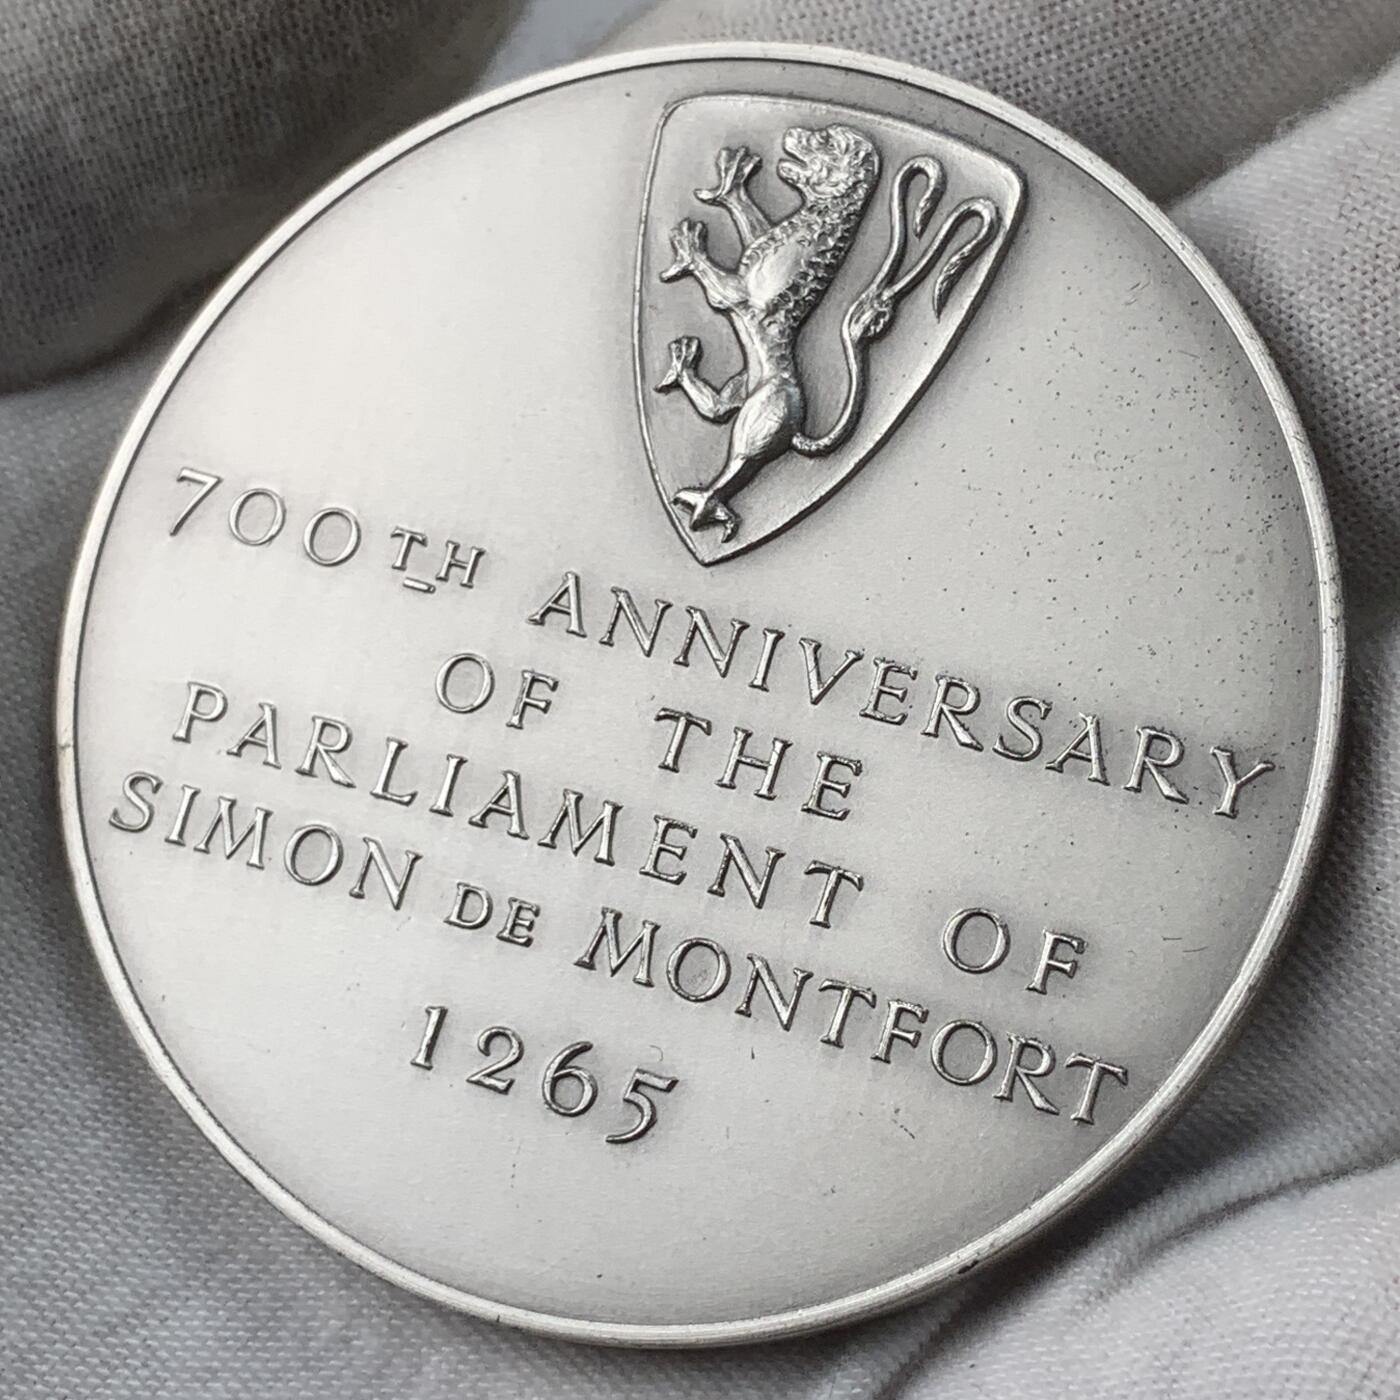 700TH ANNIVERSARY
OF THE
PARLIAMENT OF
SIMON DE MONTFORT
1265